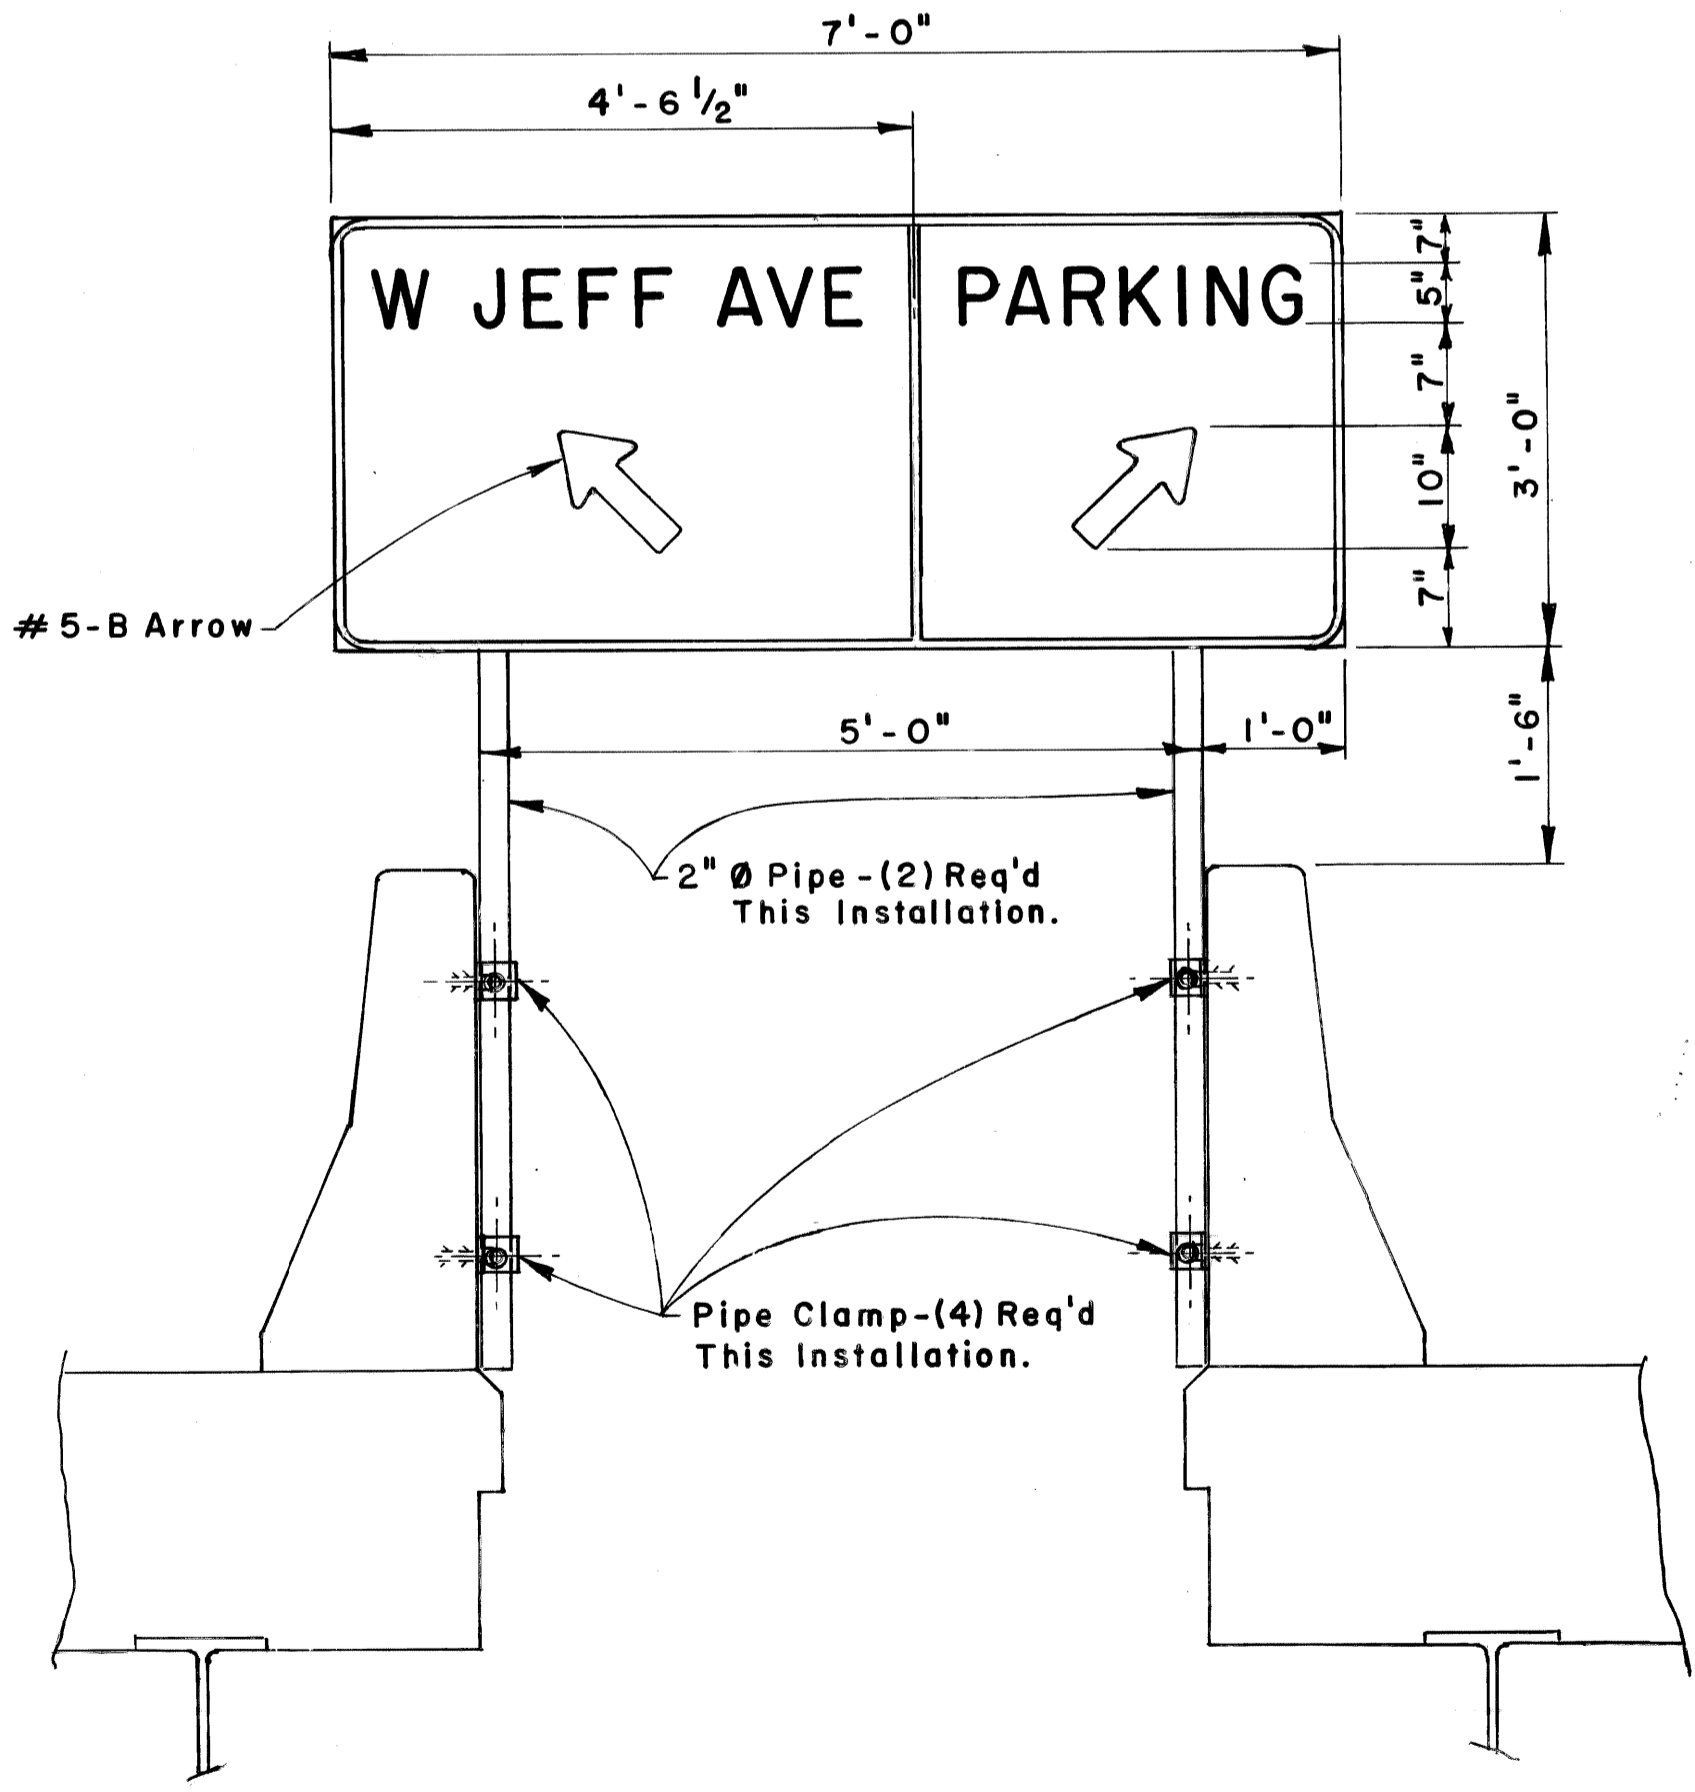 7'-0"
4'-6 1/2"
W JEFF AVE
PARKING
7"
5"
7"
10"
7"
3'-0"
#5-B Arrow
5'-0"
1'-0"
1'-6"
2" Ø Pipe-(2) Req'd
This Installation.
Pipe Clamp-(4) Req'd
This Installation.